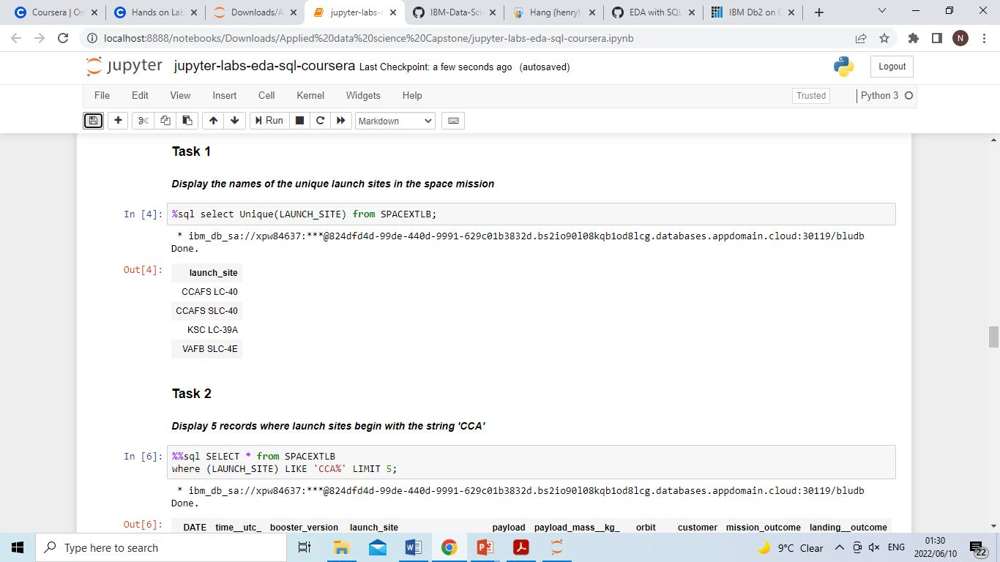 Coursera | On
Hands on Lab
Downloads/A
jupyter-labs-e
IBM-Data-Scie
Hang (henry)
EDA with SQL
IBM Db2 on C
localhost:8888/notebooks/Downloads/Applied%20data%20science%20Capstone/jupyter-labs-eda-sql-coursera.ipynb
N
jupyter jupyter-labs-eda-sql-coursera Last Checkpoint: a few seconds ago (autosaved)
Logout
File Edit View Insert Cell Kernel Widgets Help
Trusted
Python 3
Run
Markdown
Task 1
Display the names of the unique launch sites in the space mission
In [4]: %sql select Unique(LAUNCH_SITE) from SPACEXTLB;
* ibm_db_sa://xpw84637:***@824dfd4d-99de-440d-9991-629c01b3832d.bs2io90l08kqb1od8lcg.databases.appdomain.cloud:30119/bludb
Done.
Out[4]: launch_site
CCAFS LC-40
CCAFS SLC-40
KSC LC-39A
VAFB SLC-4E
Task 2
Display 5 records where launch sites begin with the string 'CCA'
In [6]: %%sql SELECT * from SPACEXTLB
where (LAUNCH_SITE) LIKE 'CCA%' LIMIT 5;
* ibm_db_sa://xpw84637:***@824dfd4d-99de-440d-9991-629c01b3832d.bs2io90l08kqb1od8lcg.databases.appdomain.cloud:30119/bludb
Done.
Out[6]: DATE time__utc_ booster_version launch_site payload payload_mass__kg_ orbit customer mission_outcome landing__outcome
Type here to search
9°C Clear
ENG
01:30
2022/06/10
22